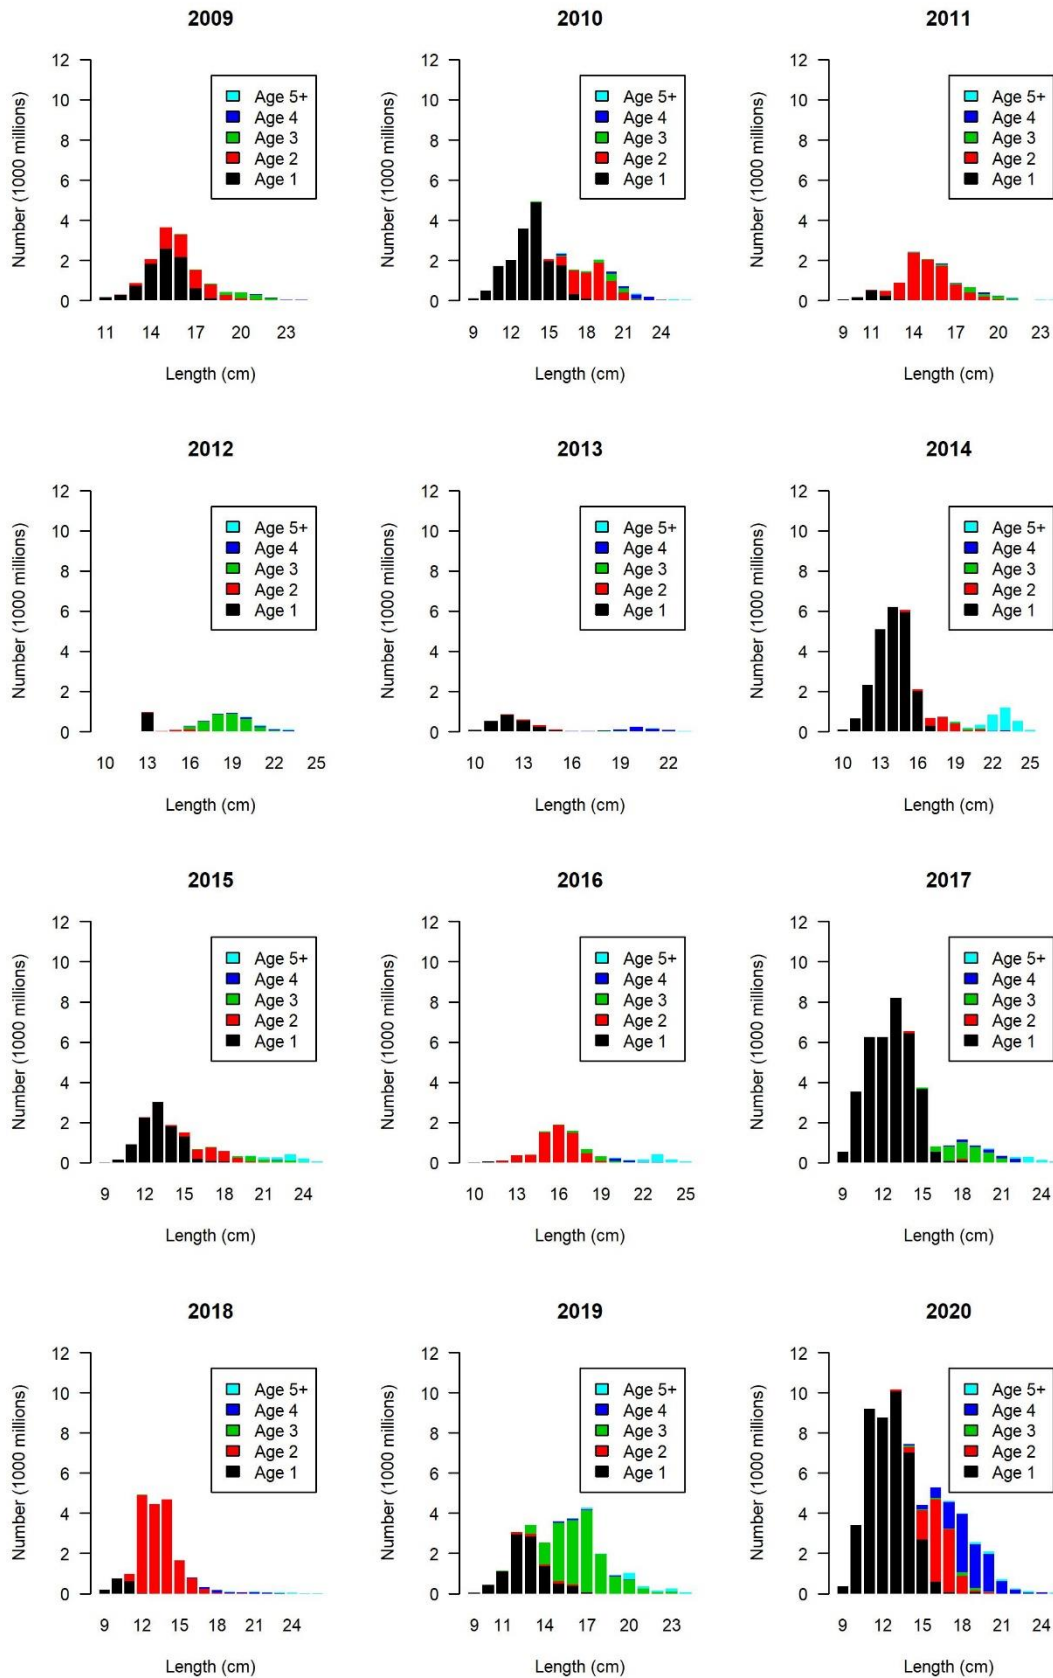 2009
2010
2011
Number (1000 millions)
12
10
8
6
4
2
0
Age 5+
Age 4
Age 3
Age 2
Age 1
11 14 17 20 23
Length (cm)
Number (1000 millions)
12
10
8
6
4
2
0
Age 5+
Age 4
Age 3
Age 2
Age 1
9 12 15 18 21 24
Length (cm)
Number (1000 millions)
12
10
8
6
4
2
0
Age 5+
Age 4
Age 3
Age 2
Age 1
9 11 14 17 20 23
Length (cm)
2012
2013
2014
Number (1000 millions)
12
10
8
6
4
2
0
Age 5+
Age 4
Age 3
Age 2
Age 1
10 13 16 19 22 25
Length (cm)
Number (1000 millions)
12
10
8
6
4
2
0
Age 5+
Age 4
Age 3
Age 2
Age 1
10 13 16 19 22
Length (cm)
Number (1000 millions)
12
10
8
6
4
2
0
Age 5+
Age 4
Age 3
Age 2
Age 1
10 13 16 19 22 25
Length (cm)
2015
2016
2017
Number (1000 millions)
12
10
8
6
4
2
0
Age 5+
Age 4
Age 3
Age 2
Age 1
9 12 15 18 21 24
Length (cm)
Number (1000 millions)
12
10
8
6
4
2
0
Age 5+
Age 4
Age 3
Age 2
Age 1
10 13 16 19 22 25
Length (cm)
Number (1000 millions)
12
10
8
6
4
2
0
Age 5+
Age 4
Age 3
Age 2
Age 1
9 12 15 18 21 24
Length (cm)
2018
2019
2020
Number (1000 millions)
12
10
8
6
4
2
0
Age 5+
Age 4
Age 3
Age 2
Age 1
9 12 15 18 21 24
Length (cm)
Number (1000 millions)
12
10
8
6
4
2
0
Age 5+
Age 4
Age 3
Age 2
Age 1
9 11 14 17 20 23
Length (cm)
Number (1000 millions)
12
10
8
6
4
2
0
Age 5+
Age 4
Age 3
Age 2
Age 1
9 12 15 18 21 24
Length (cm)